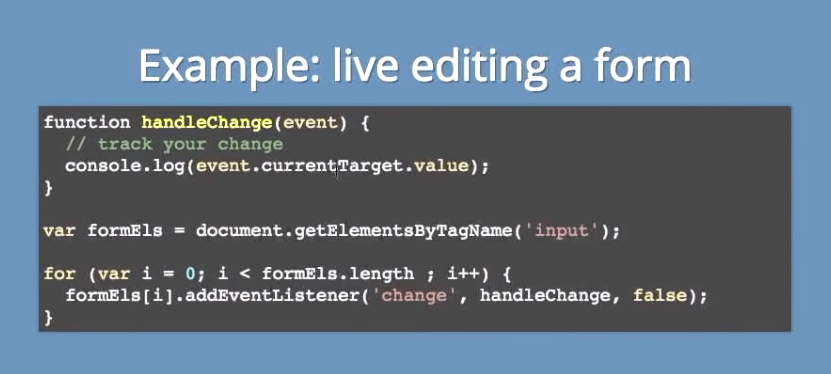 Example: live editing a form
function handleChange(event) {
  // track your change
  console.log(event.currentTarget.value);
}
var formEls = document.getElementsByTagName('input');
for (var i = 0; i < formEls.length ; i++) {
  formEls[i].addEventListener('change', handleChange, false);
}